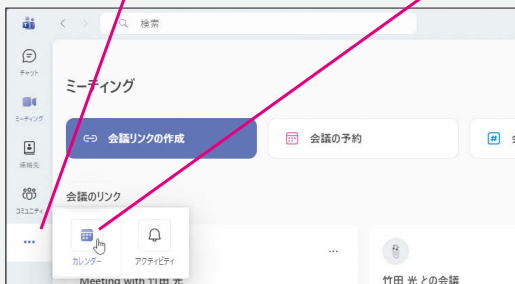 検索
チャット
ミーティング
ミーティング
会議リンクの作成
会議の予約
連絡先
コミュニティ
会議のリンク
カレンダー
アクティビティ
Meeting with 竹田 光
竹田 光 との会議